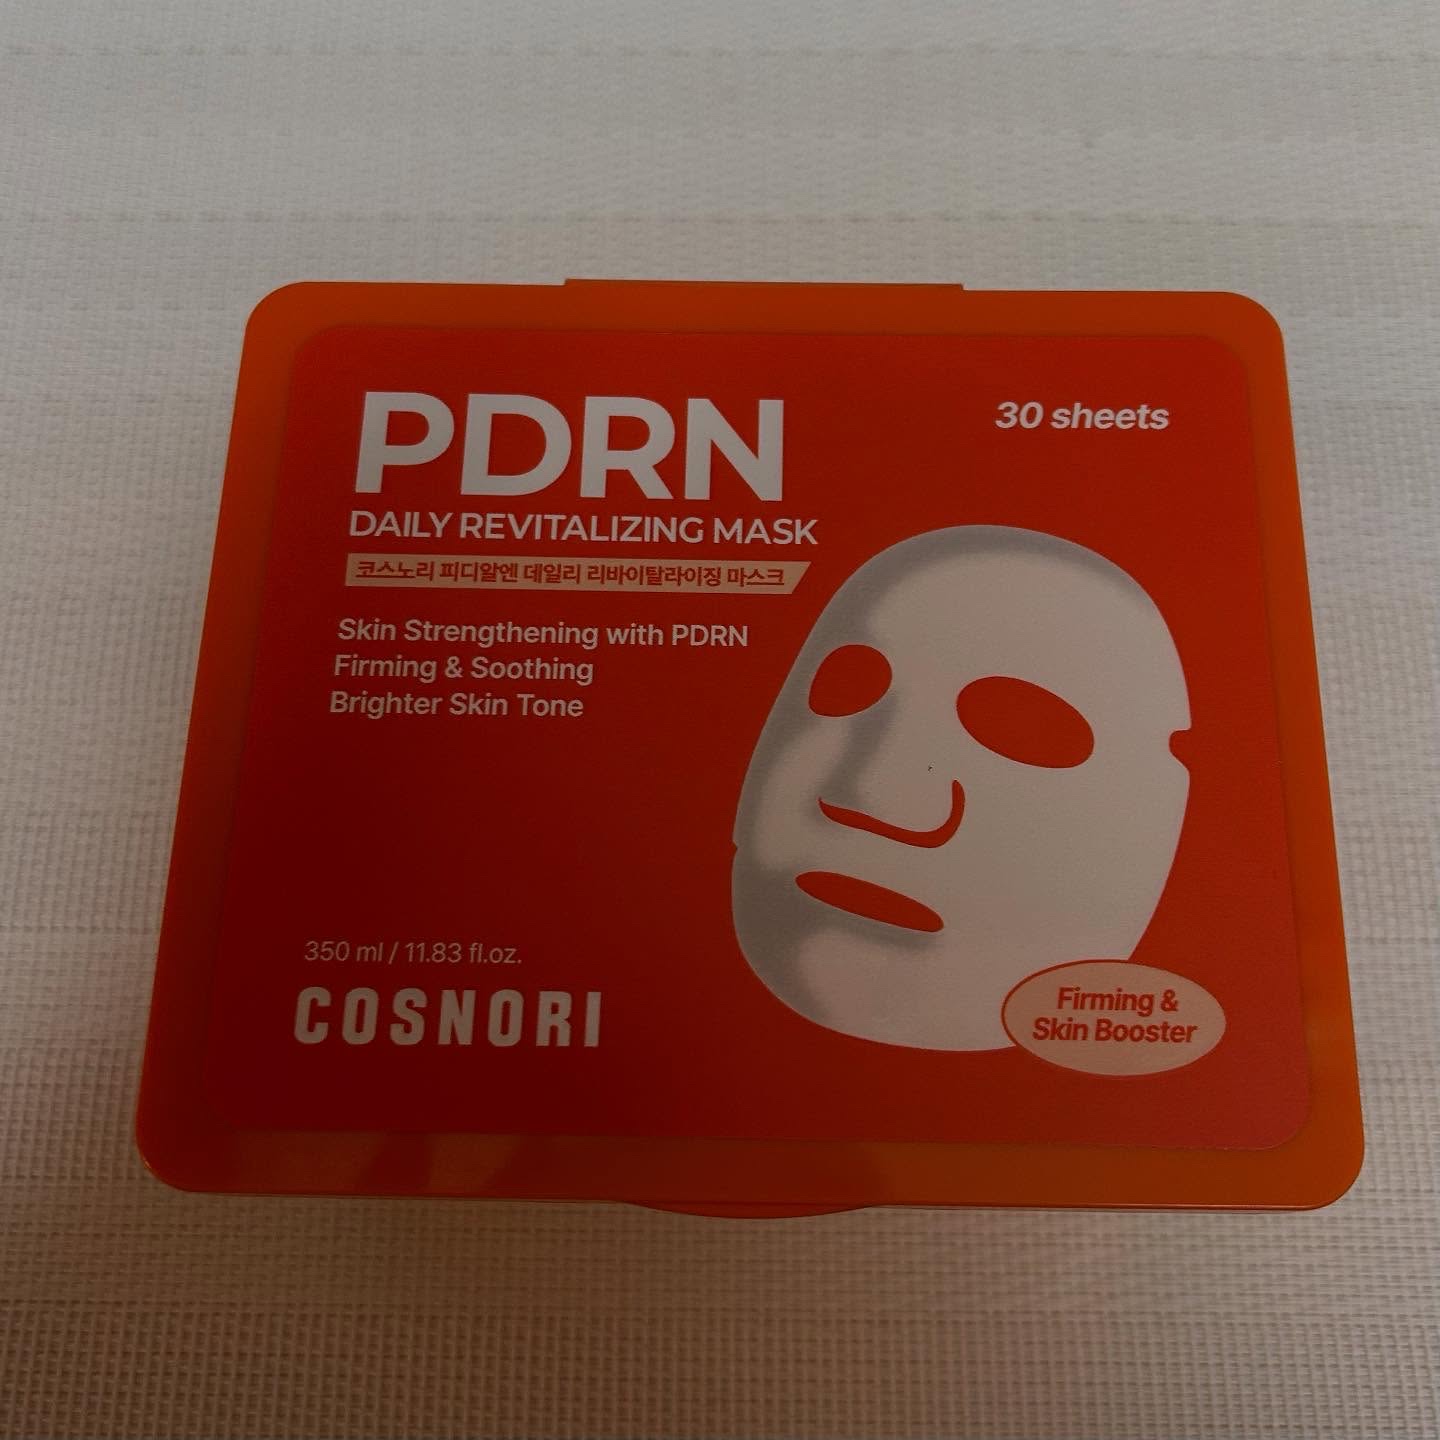 PDRN
30 sheets
DAILY REVITALIZING MASK
코스노리 피디알엔 데일리 리바이탈라이징 마스크
Skin Strengthening with PDRN
Firming & Soothing
Brighter Skin Tone
350 ml / 11.83 fl.oz.
COSNORI
Firming &
Skin Booster